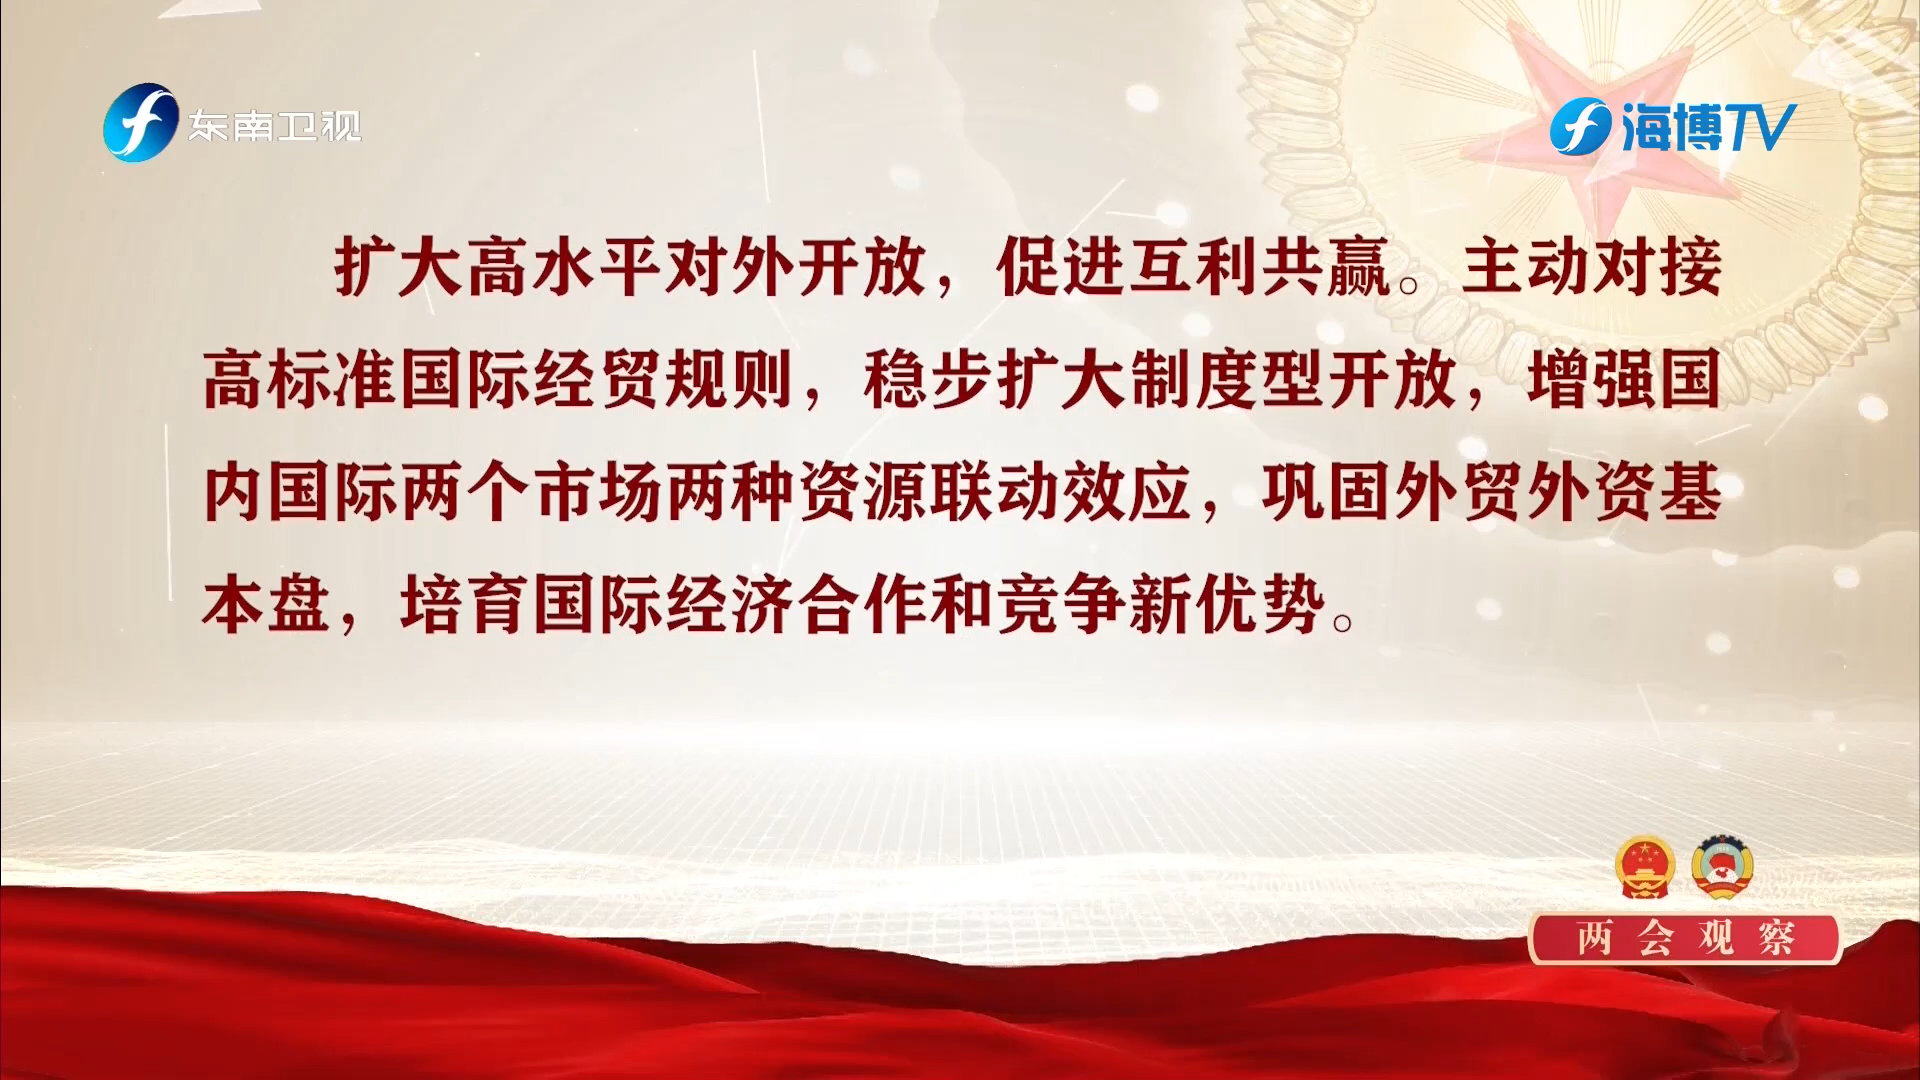 东南卫视
海博TV
扩大高水平对外开放，促进互利共赢。主动对接
高标准国际经贸规则，稳步扩大制度型开放，增强国
内国际两个市场两种资源联动效应，巩固外贸外资基
本盘，培育国际经济合作和竞争新优势。
两会观察